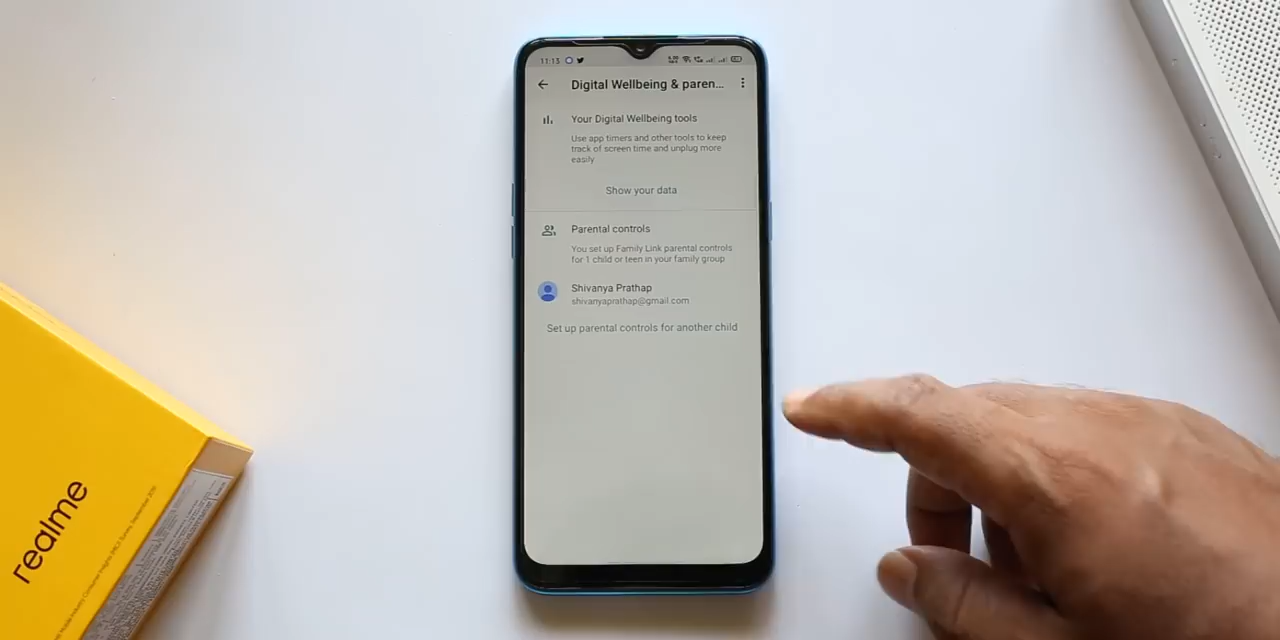 11:13
Digital Wellbeing & paren...
Your Digital Wellbeing tools
Use app timers and other tools to keep
track of screen time and unplug more
easily
Show your data
Parental controls
You set up Family Link parental controls
for 1 child or teen in your family group
Shivanya Prathap
shivanyaprathap@gmail.com
Set up parental controls for another child
realme